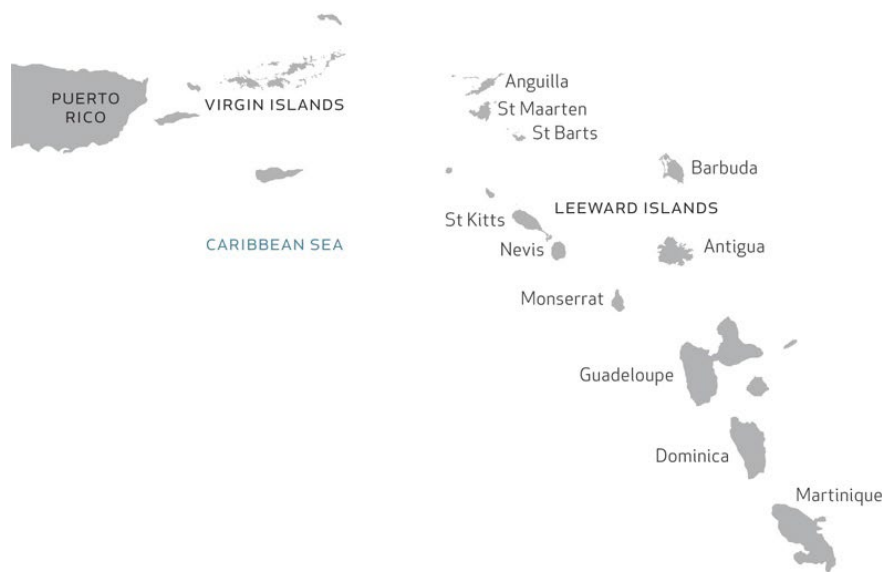 Anguilla
PUERTO
RICO
VIRGIN ISLANDS
St Maarten
St Barts
Barbuda
LEEWARD ISLANDS
St Kitts
CARIBBEAN SEA
Nevis
Antigua
Monserrat
Guadeloupe
Dominica
Martinique